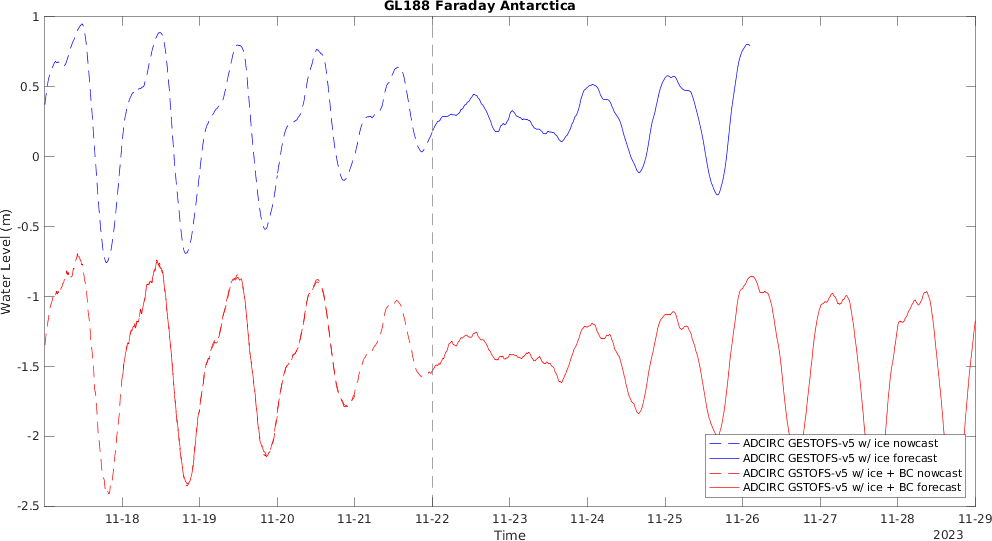 GL188 Faraday Antarctica
1
0.5
0
-0.5
-1
-1.5
-2
-2.5
Water Level (m)
ADCIRC GESTOFS-v5 w/ ice nowcast
ADCIRC GESTOFS-v5 w/ ice forecast
ADCIRC GSTOFS-v5 w/ ice + BC nowcast
ADCIRC GSTOFS-v5 w/ ice + BC forecast
11-18 11-19 11-20 11-21 11-22 11-23 11-24 11-25 11-26 11-27 11-28 11-29
Time
2023